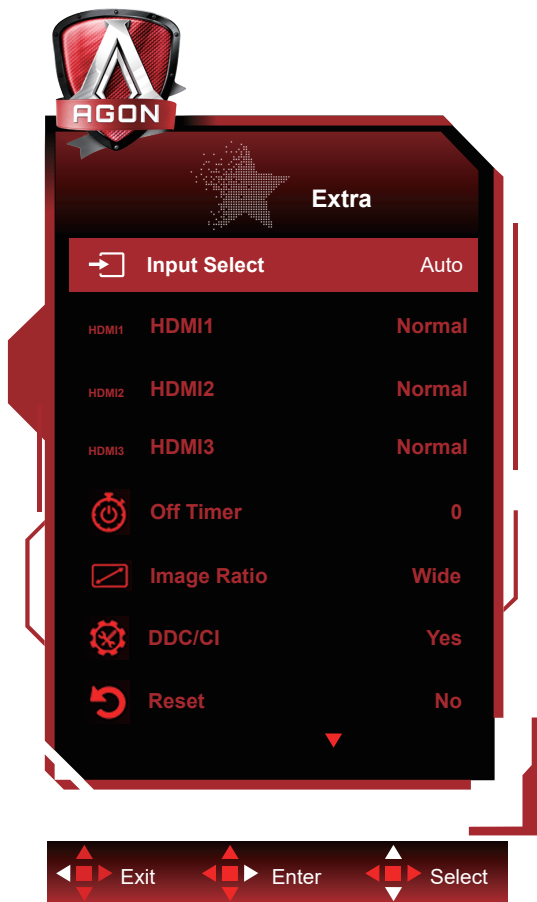 AGON
Extra
Input Select Auto
HDMI1 HDMI1 Normal
HDMI2 HDMI2 Normal
HDMI3 HDMI3 Normal
Off Timer 0
Image Ratio Wide
DDC/CI Yes
Reset No
Exit Enter Select